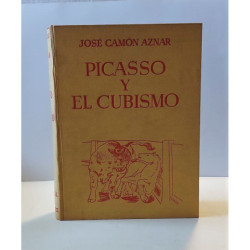 JOSÉ CAMÓN AZNAR
PICASSO
Y
EL CUBISMO